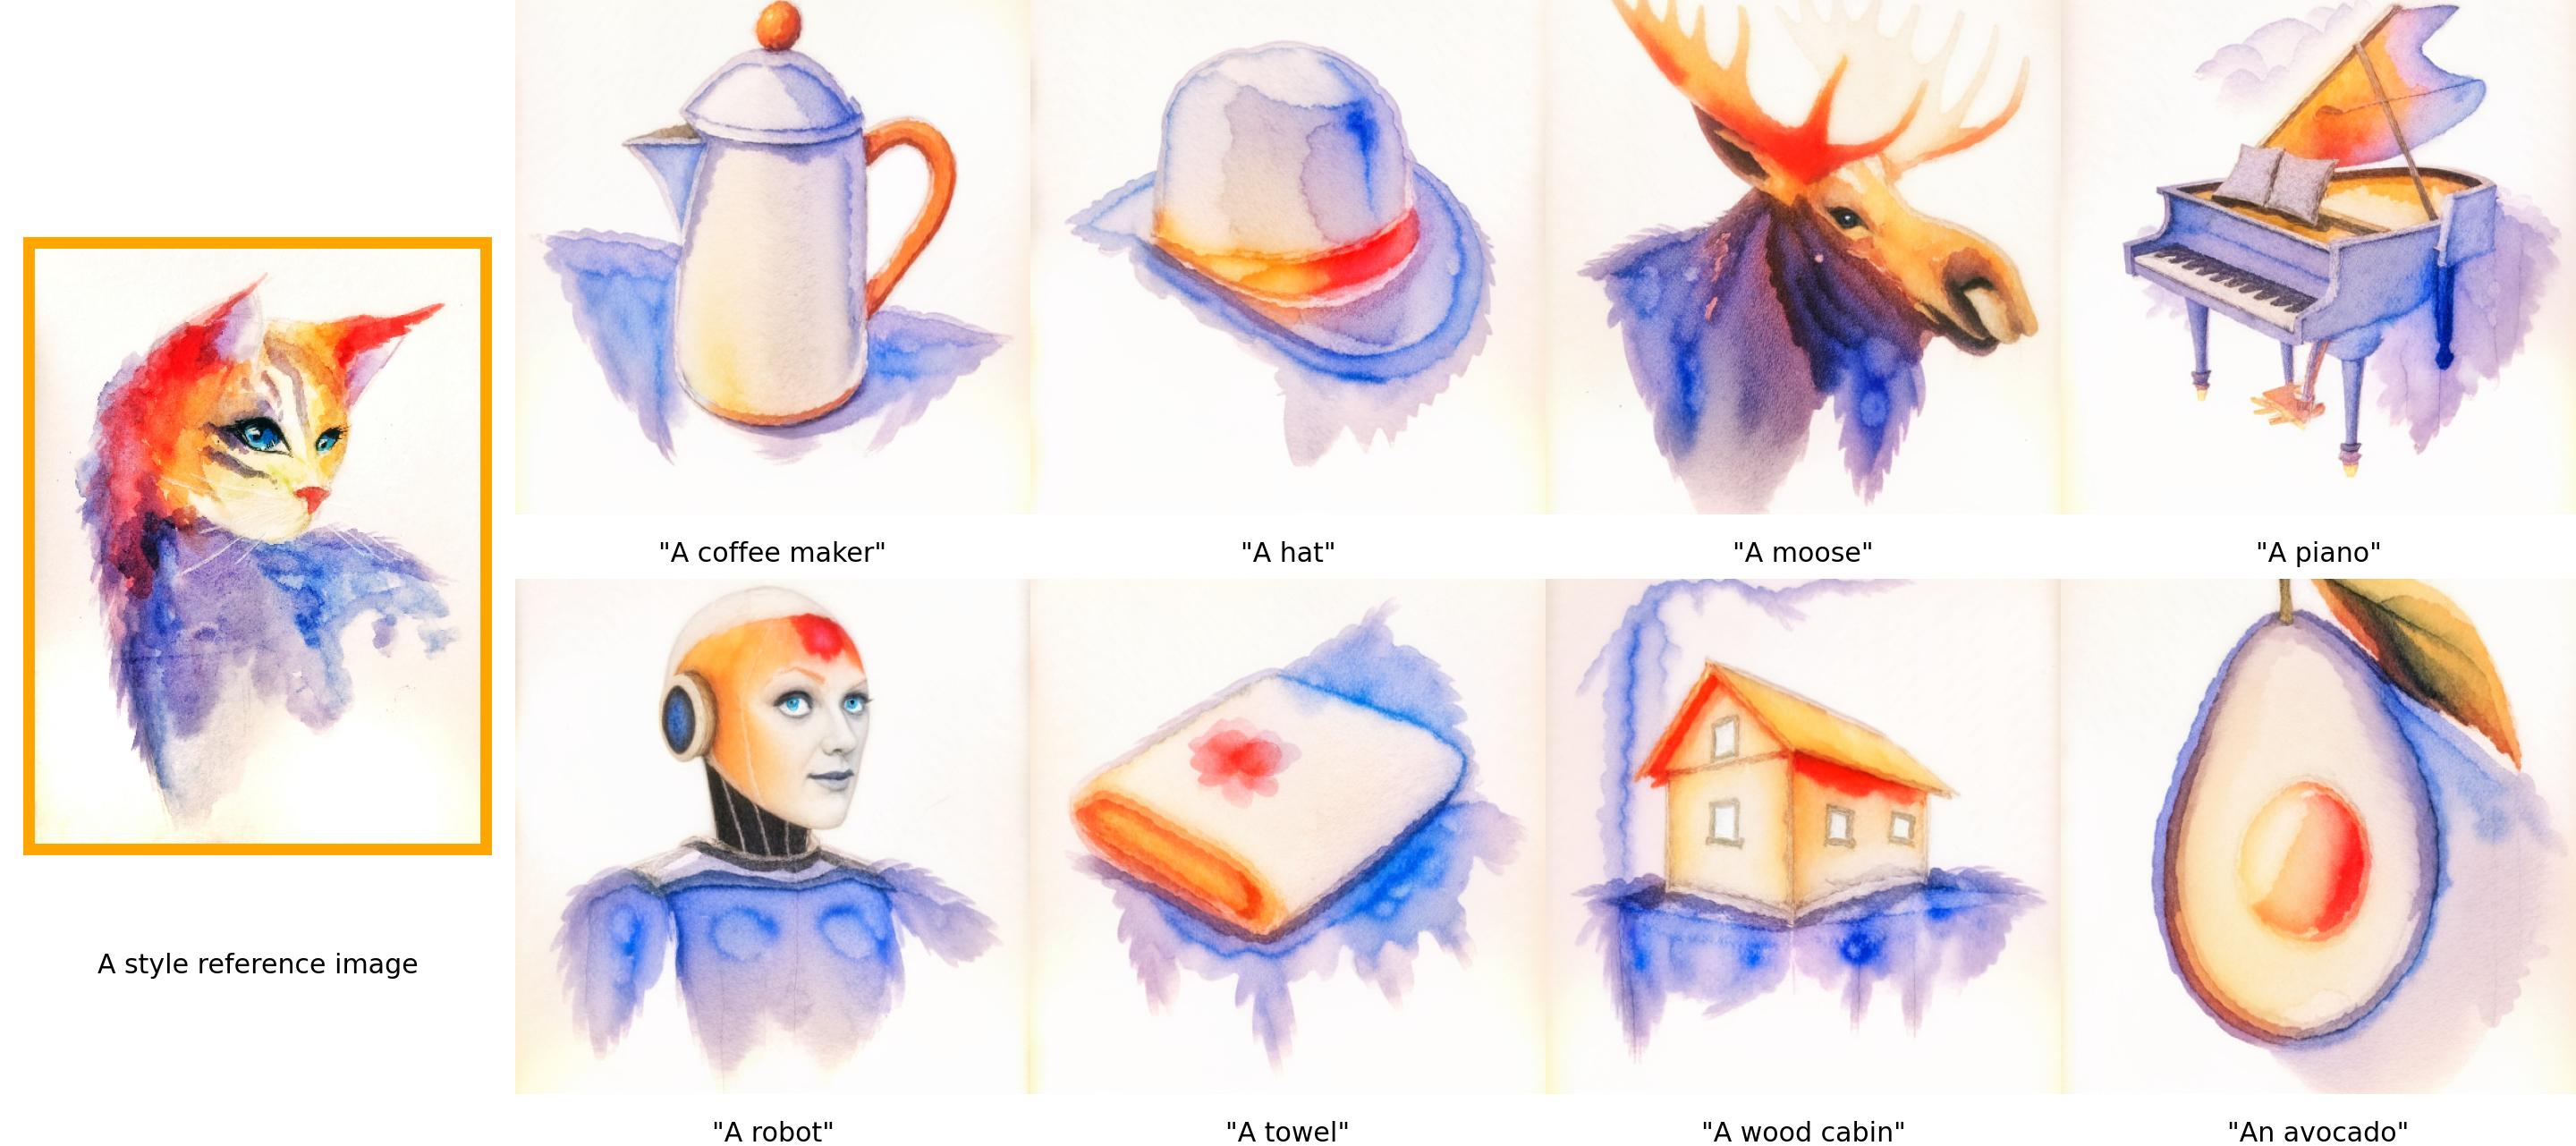 "A coffee maker"
"A hat"
"A moose"
"A piano"
A style reference image
"A robot"
"A towel"
"A wood cabin"
"An avocado"